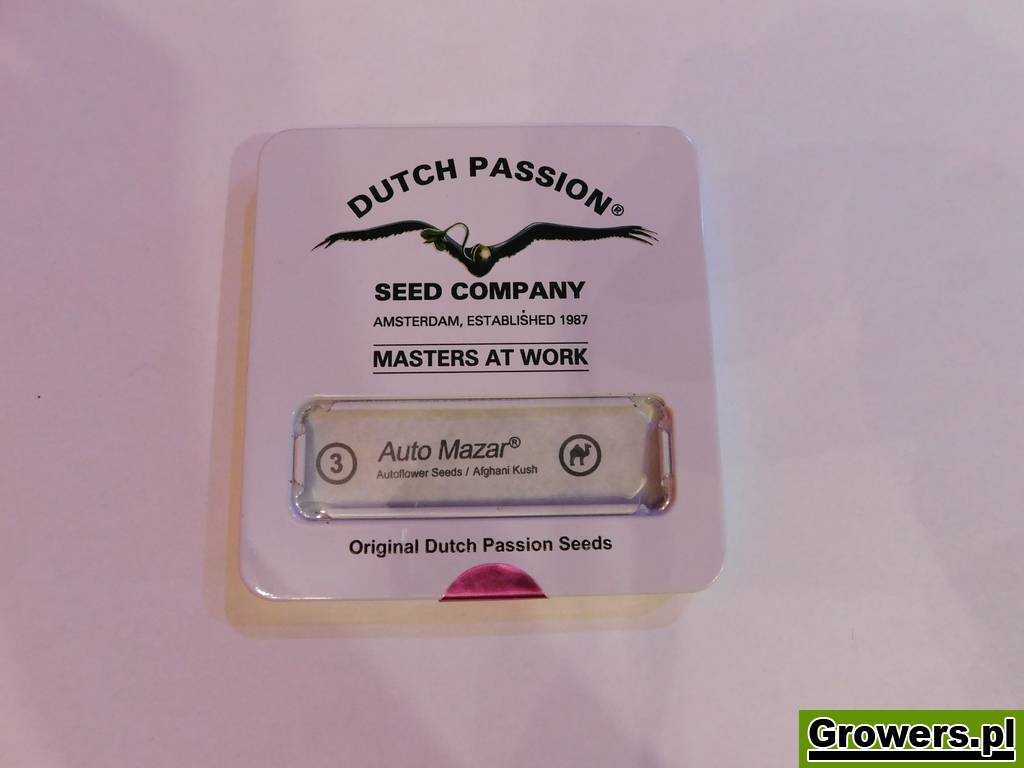 DUTCH PASSION®
SEED COMPANY
AMSTERDAM, ESTABLISHED 1987
MASTERS AT WORK
3
Auto Mazar®
Autoflower Seeds / Afghani Kush
Original Dutch Passion Seeds
Growers.pl